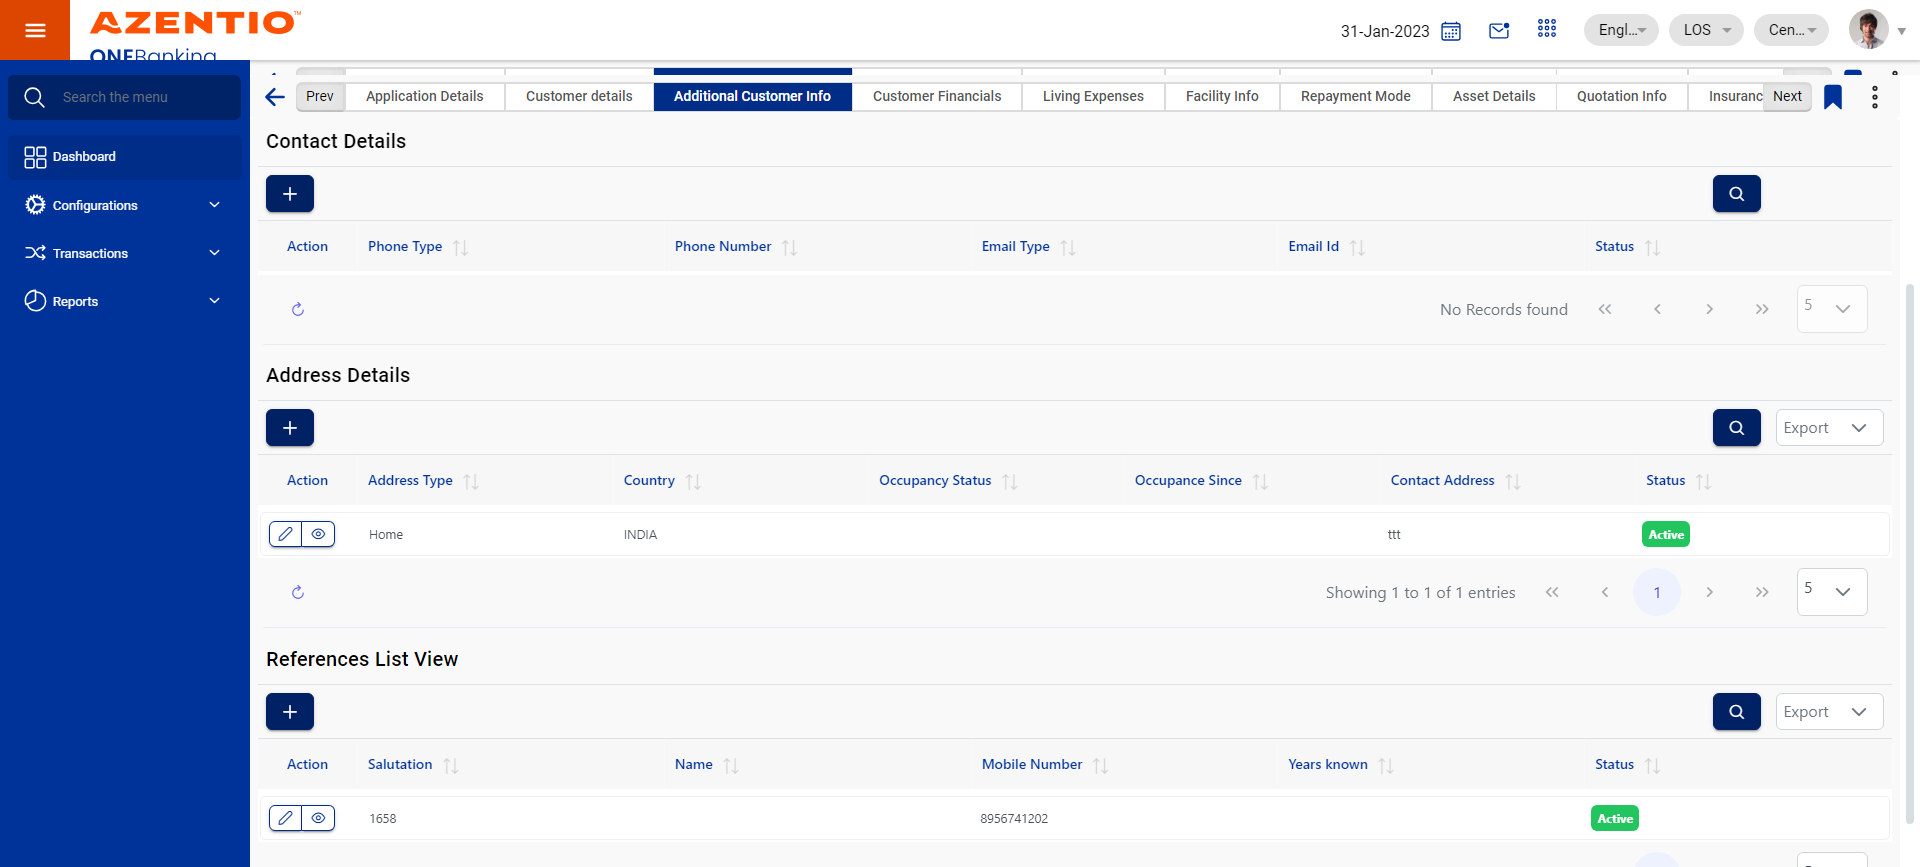 AZENTIO™
ONEBanking
31-Jan-2023
Engl...
LOS
Cen...
Search the menu
Dashboard
Configurations
Transactions
Reports
Prev
Application Details
Customer details
Additional Customer Info
Customer Financials
Living Expenses
Facility Info
Repayment Mode
Asset Details
Quotation Info
Insuranc
Next
Contact Details
Action
Phone Type
Phone Number
Email Type
Email Id
Status
No Records found
5
Address Details
Export
Action
Address Type
Country
Occupancy Status
Occupance Since
Contact Address
Status
Home
INDIA
ttt
Active
Showing 1 to 1 of 1 entries
1
5
References List View
Export
Action
Salutation
Name
Mobile Number
Years known
Status
1658
8956741202
Active